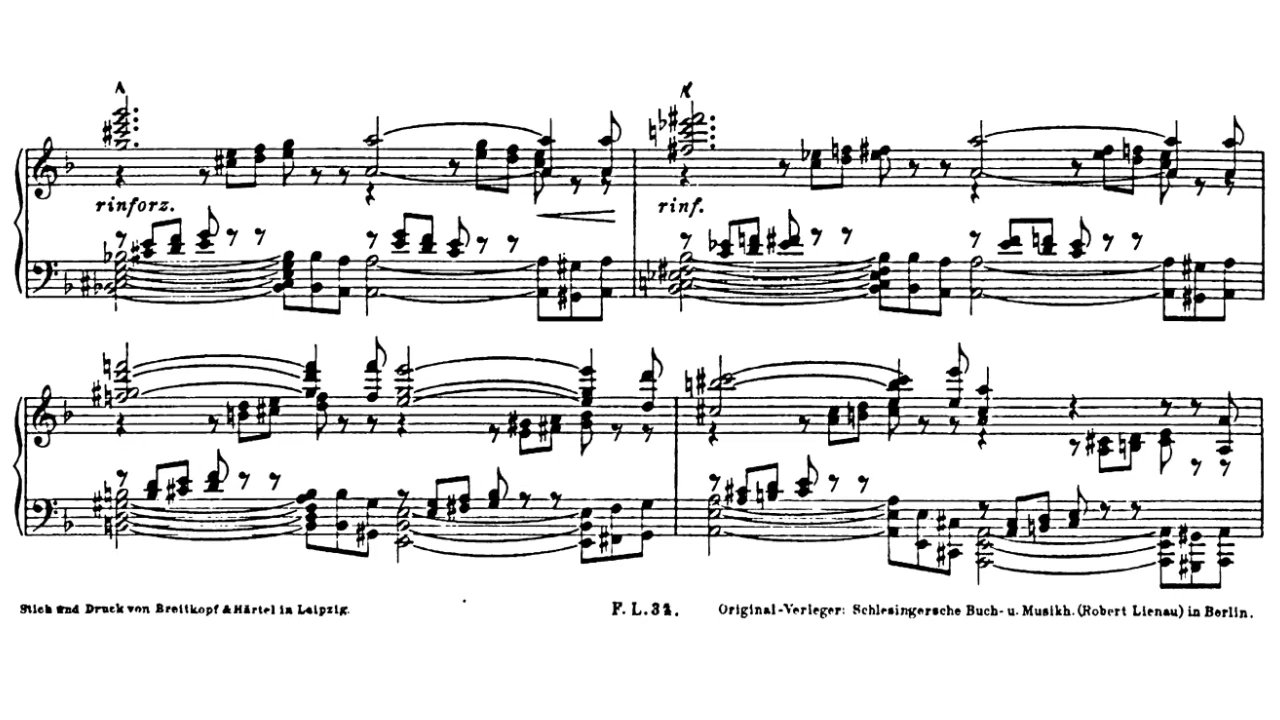 rinforz.
rinf.
Stich und Druck von Breitkopf & Härtel in Leipzig.
F. L. 34.
Original-Verleger: Schlesingersche Buch- u. Musikh. (Robert Lienau) in Berlin.